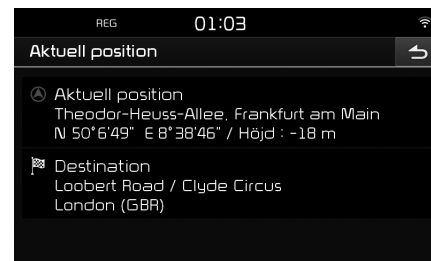 REG 01:03
Aktuell position
Aktuell position
Theodor-Heuss-Allee, Frankfurt am Main
N 50°6'49" E 8°38'46" / Höjd : -18 m
Destination
Loobert Road / Clyde Circus
London (GBR)